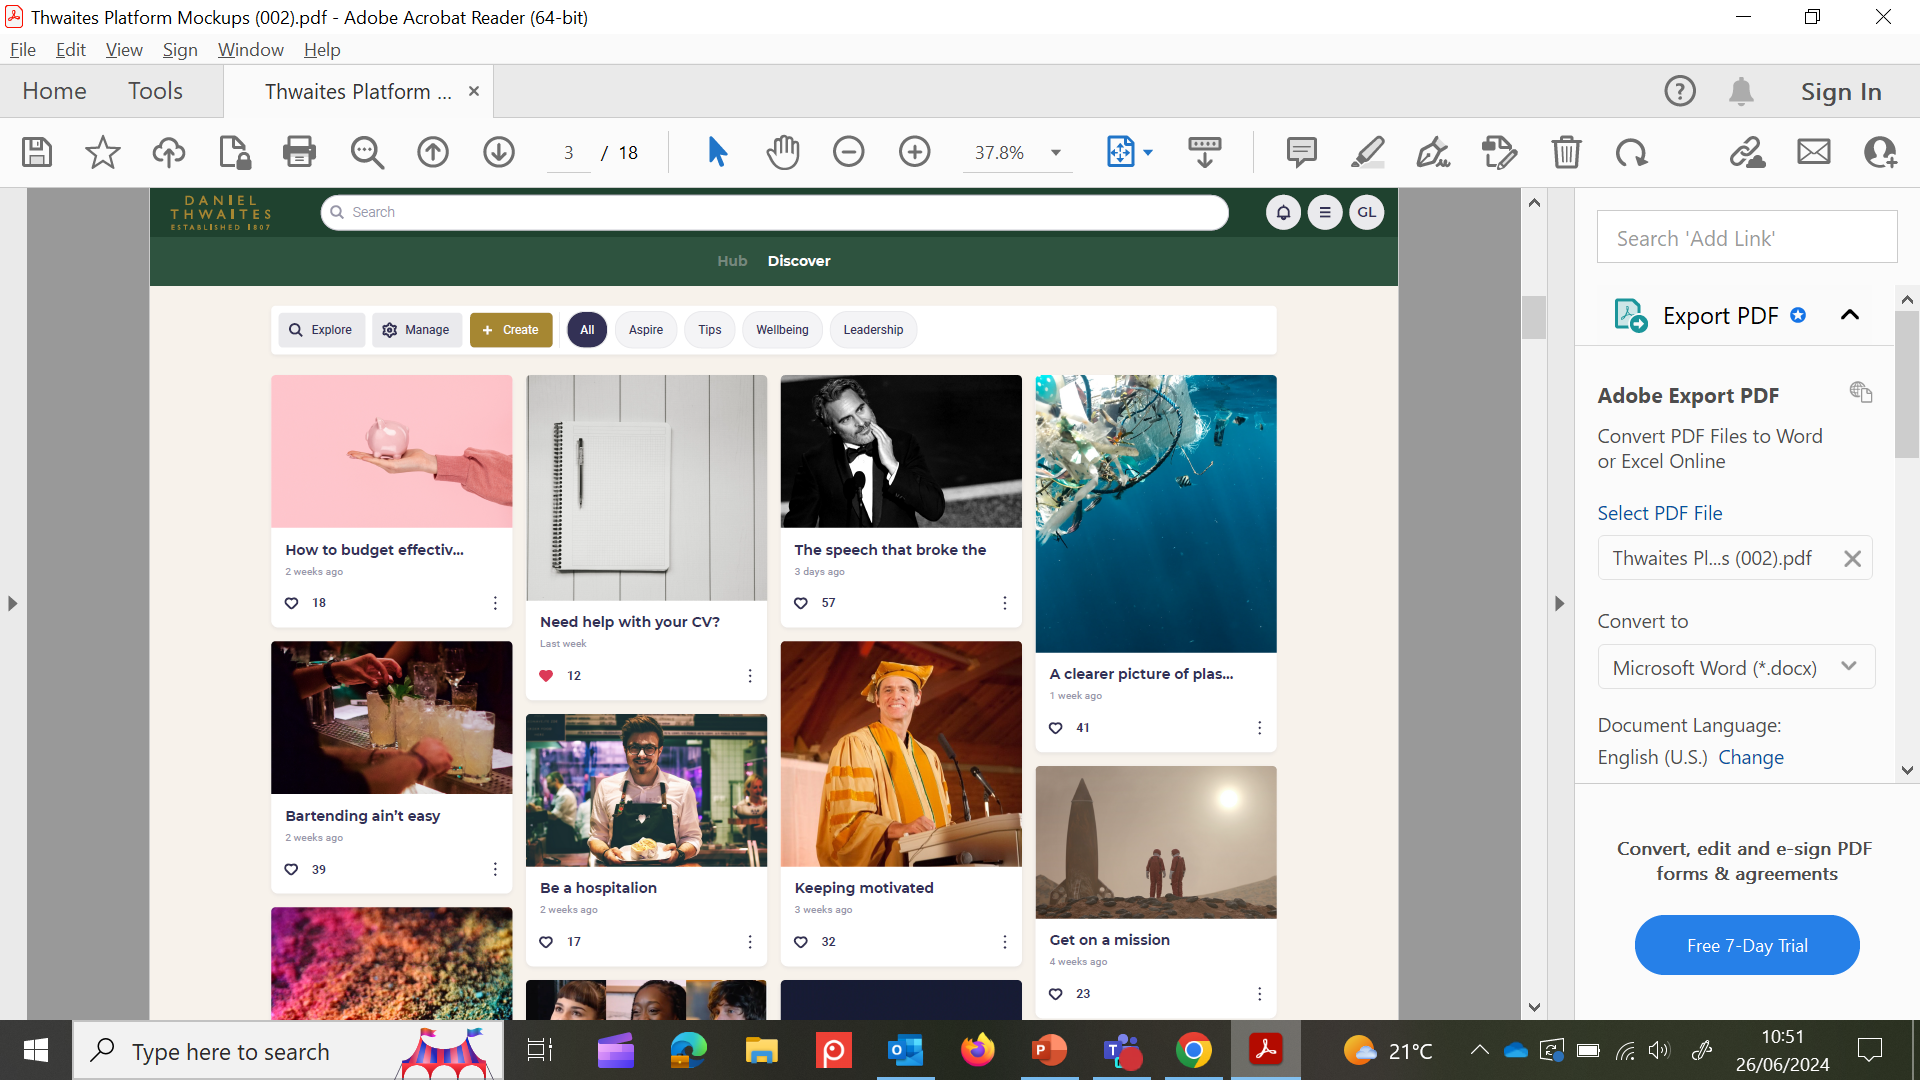 Thwaites Platform Mockups (002).pdf - Adobe Acrobat Reader (64-bit)
File Edit View Sign Window Help
Home Tools Thwaites Platform ... Sign In
3 / 18 37.8%
DANIEL
THWAITES
ESTABLISHED 1807
Search
GL
Hub Discover
Explore Manage + Create All Aspire Tips Wellbeing Leadership
How to budget effectiv...
2 weeks ago
18
Need help with your CV?
Last week
12
The speech that broke the
3 days ago
57
A clearer picture of plas...
1 week ago
41
Bartending ain't easy
2 weeks ago
39
Be a hospitalion
2 weeks ago
17
Keeping motivated
3 weeks ago
32
Get on a mission
4 weeks ago
23
Search 'Add Link'
Export PDF
Adobe Export PDF
Convert PDF Files to Word
or Excel Online
Select PDF File
Thwaites Pl...s (002).pdf
Convert to
Microsoft Word (*.docx)
Document Language:
English (U.S.) Change
Convert, edit and e-sign PDF
forms & agreements
Free 7-Day Trial
Type here to search
21°C
10:51
26/06/2024